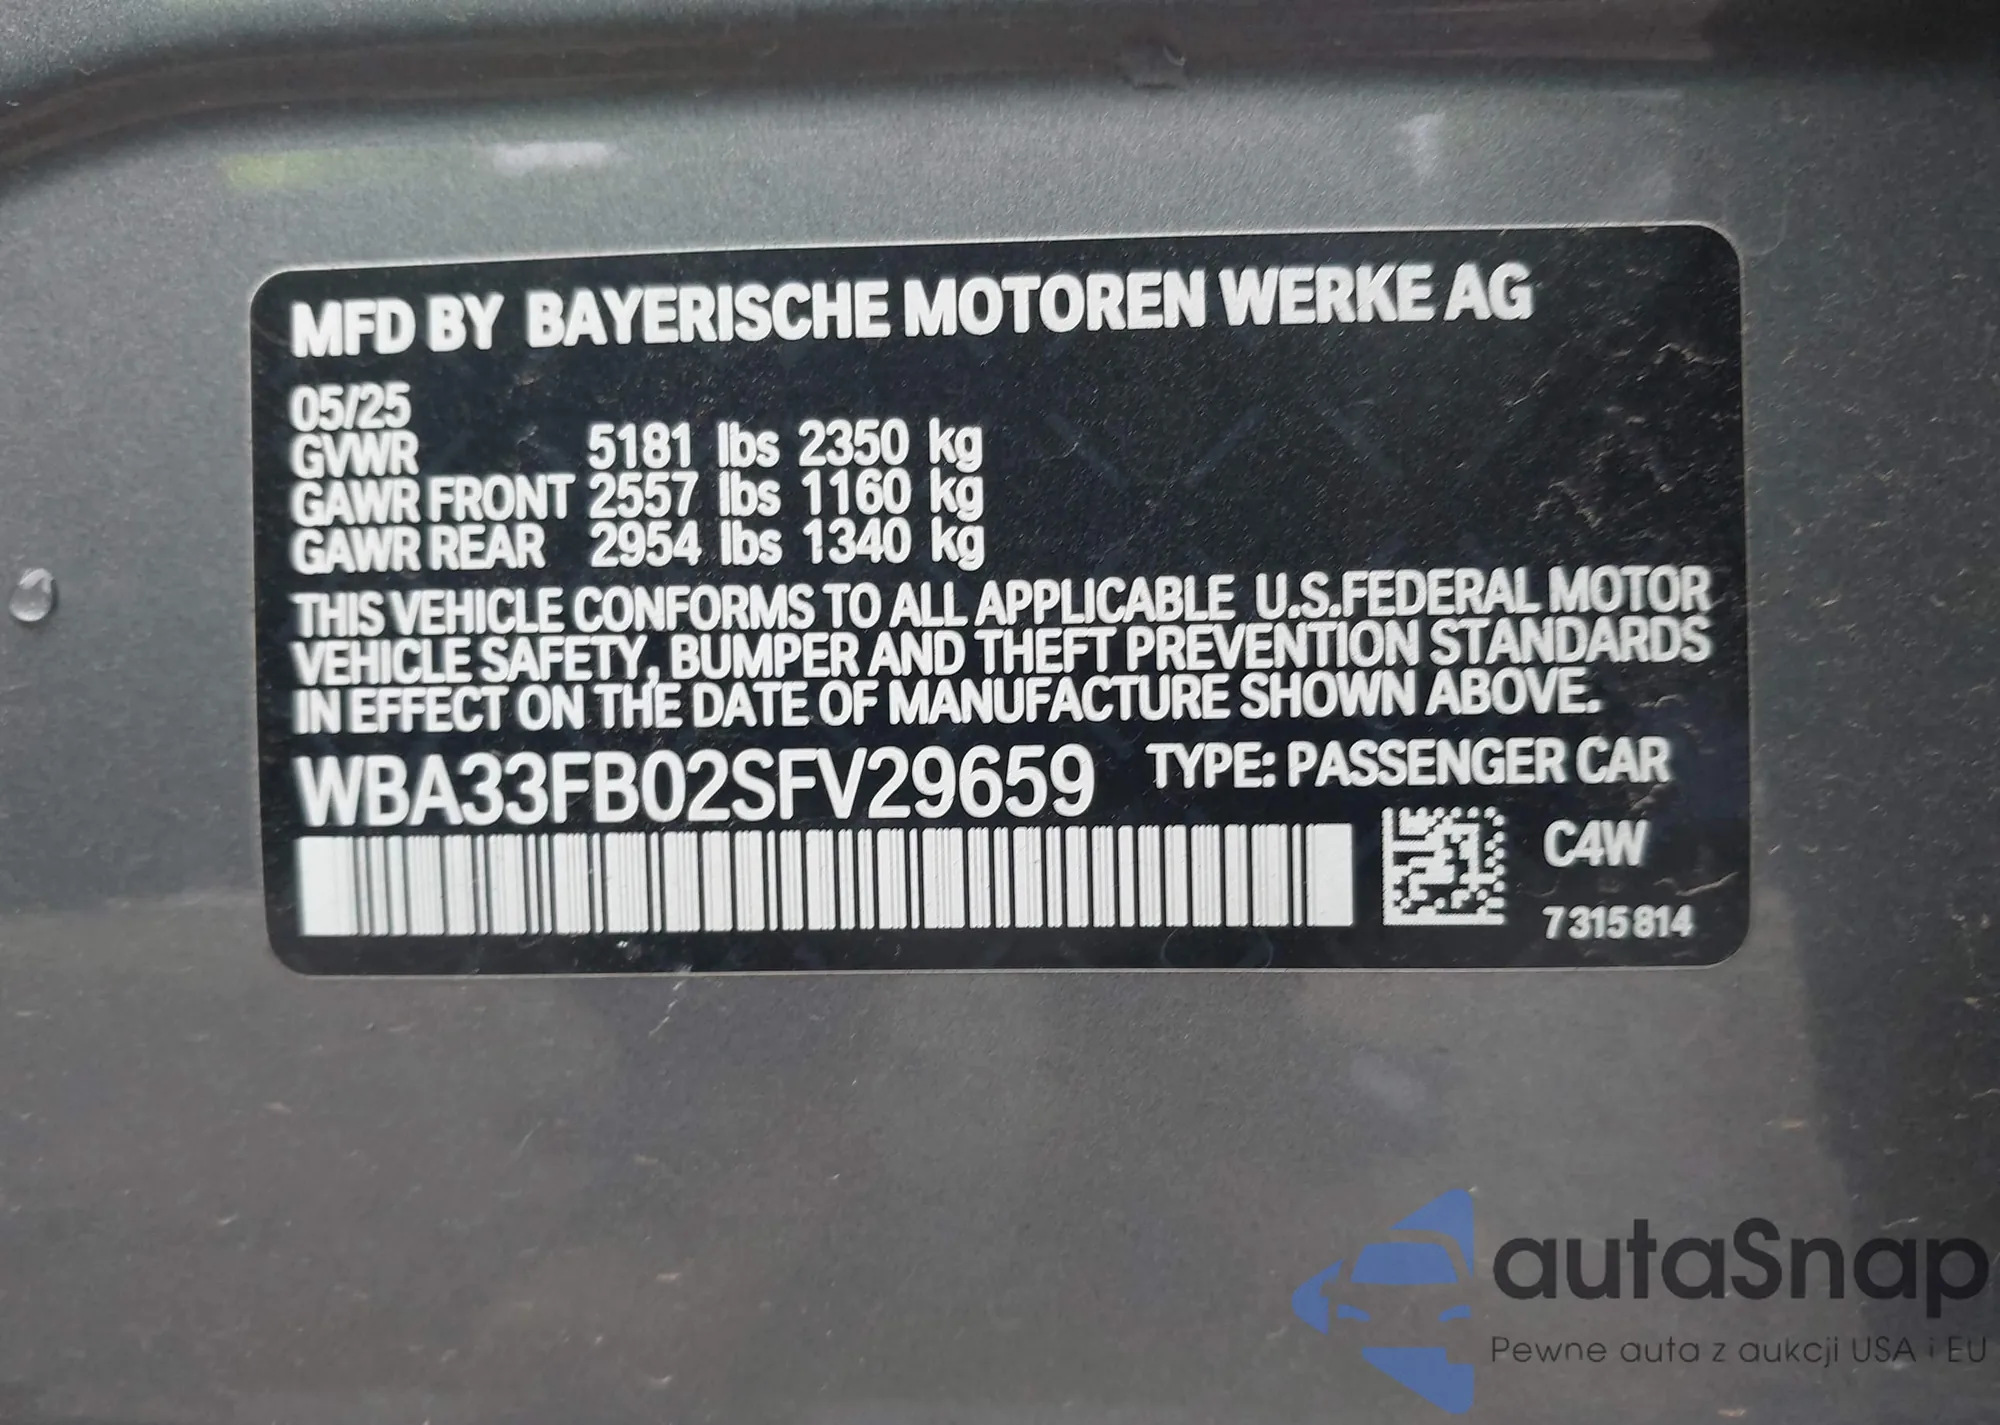 MFD BY BAYERISCHE MOTOREN WERKE AG
05/25
GVWR 5181 lbs 2350 kg
GAWR FRONT 2557 lbs 1160 kg
GAWR REAR 2954 lbs 1340 kg
THIS VEHICLE CONFORMS TO ALL APPLICABLE U.S.FEDERAL MOTOR
VEHICLE SAFETY, BUMPER AND THEFT PREVENTION STANDARDS
IN EFFECT ON THE DATE OF MANUFACTURE SHOWN ABOVE.
WBA33FB02SFV29659 TYPE: PASSENGER CAR
C4W
7315814
autaSnap
Pewne auta z aukcji USA i EU